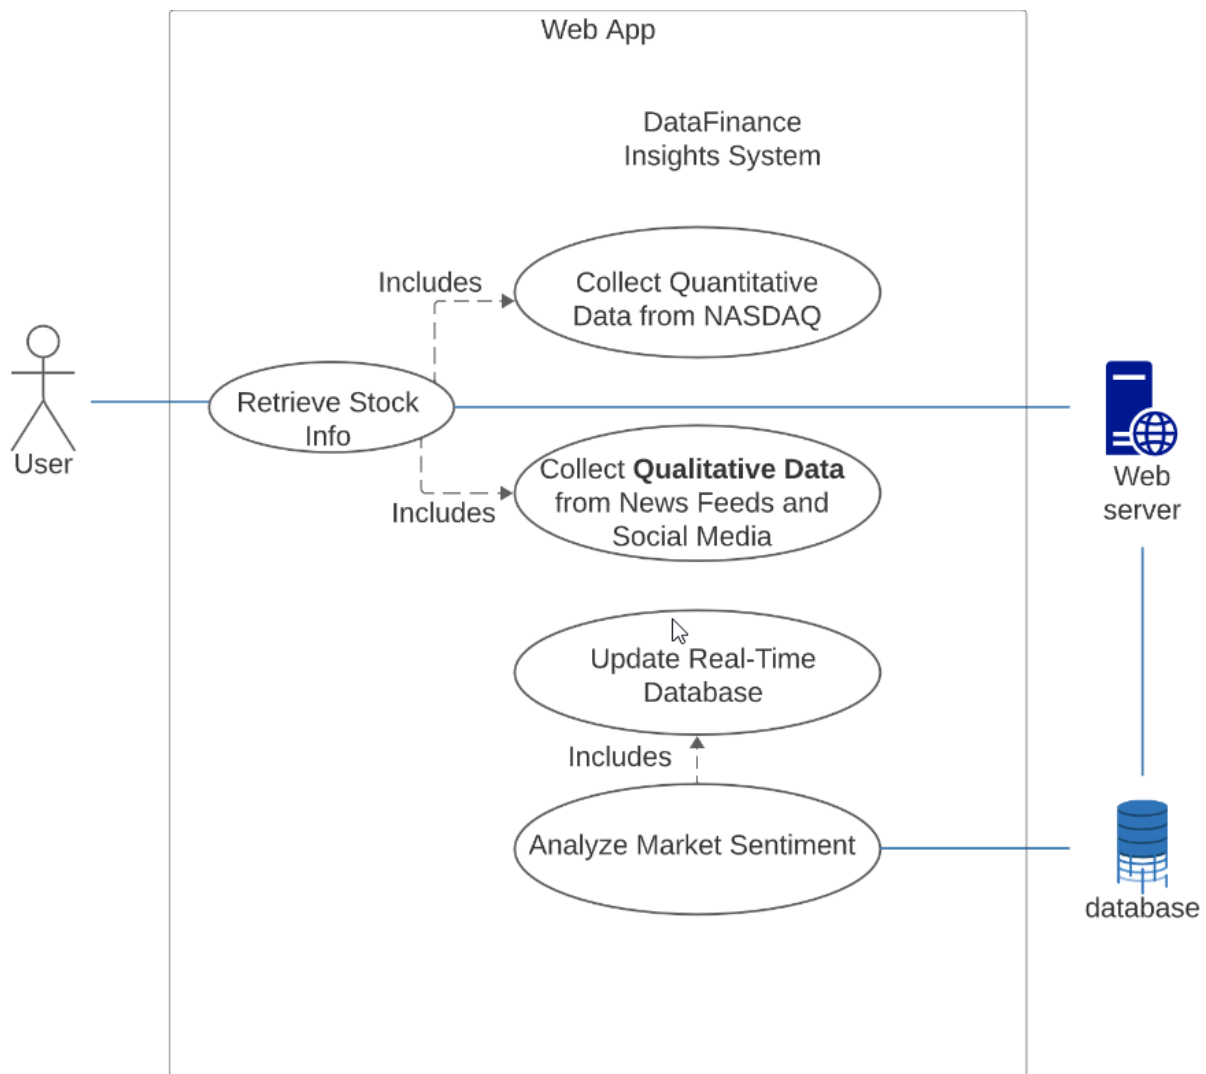 Web App
DataFinance
Insights System
Includes
Collect Quantitative
Data from NASDAQ
User
Retrieve Stock
Info
Includes
Collect Qualitative Data
from News Feeds and
Social Media
Web
server
Update Real-Time
Database
Includes
Analyze Market Sentiment
database